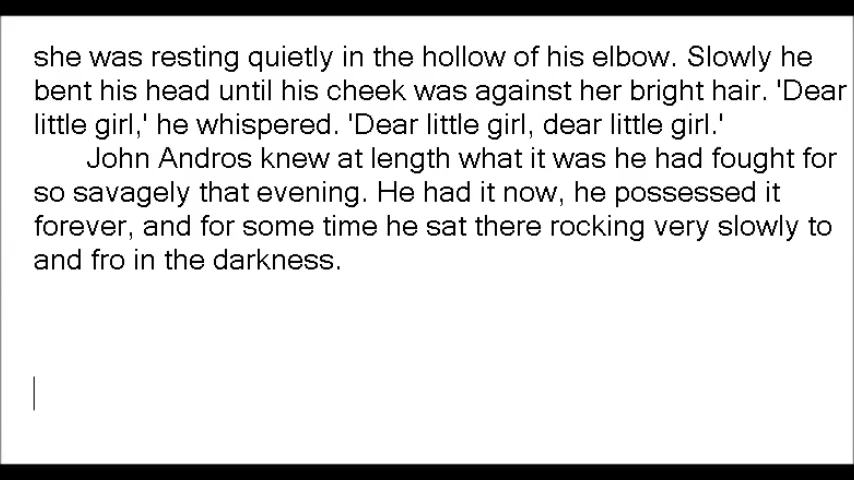 she was resting quietly in the hollow of his elbow. Slowly he
bent his head until his cheek was against her bright hair. 'Dear
little girl,' he whispered. 'Dear little girl, dear little girl.'
John Andros knew at length what it was he had fought for
so savagely that evening. He had it now, he possessed it
forever, and for some time he sat there rocking very slowly to
and fro in the darkness.